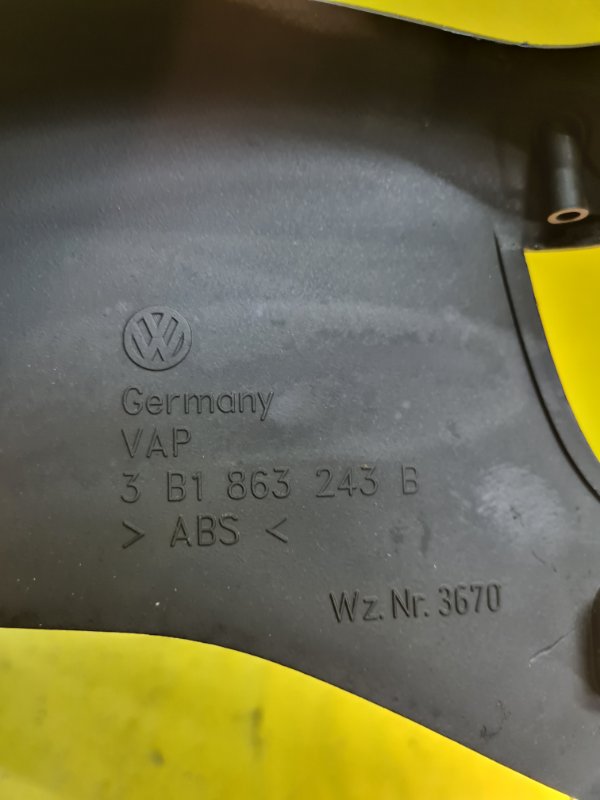 Germany
VAP
3 B1 863 243 B
> ABS <
Wz.Nr. 3670